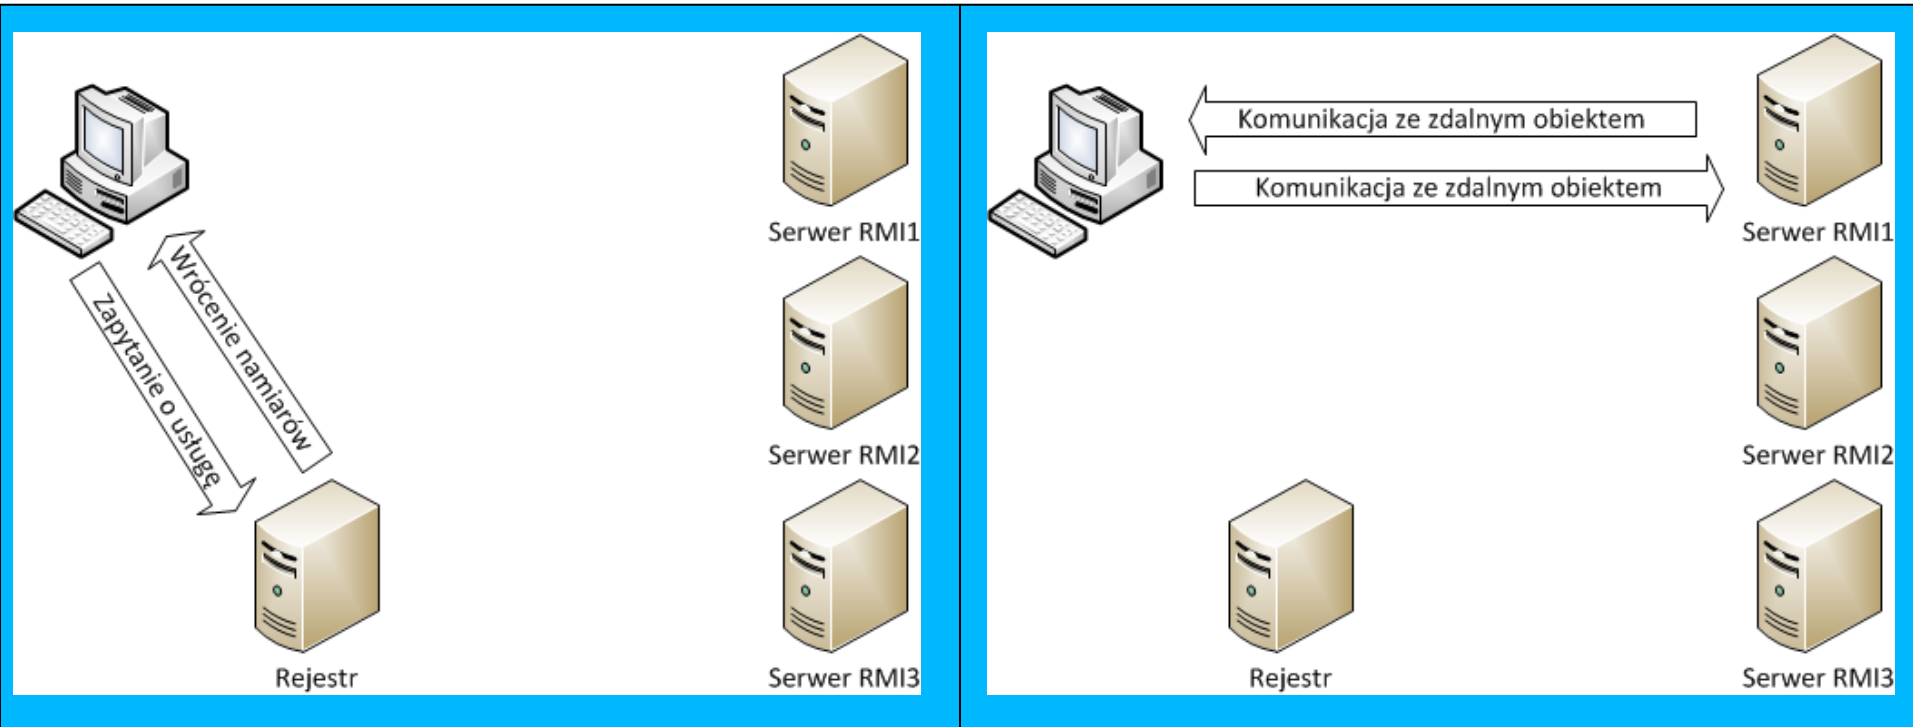 Serwer RMI1
Wrócenie namiarów
Zapytanie o usługę
Serwer RMI2
Rejestr
Serwer RMI3
Komunikacja ze zdalnym obiektem
Komunikacja ze zdalnym obiektem
Serwer RMI1
Serwer RMI2
Rejestr
Serwer RMI3